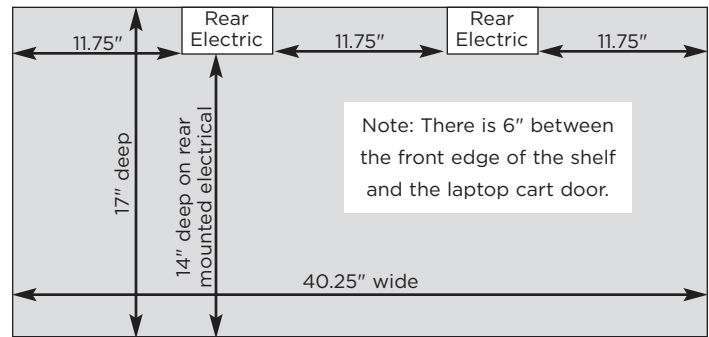 Rear
Electric
Rear
Electric
11.75"
11.75"
11.75"
17" deep
14" deep on rear
mounted electrical
Note: There is 6" between
the front edge of the shelf
and the laptop cart door.
40.25" wide